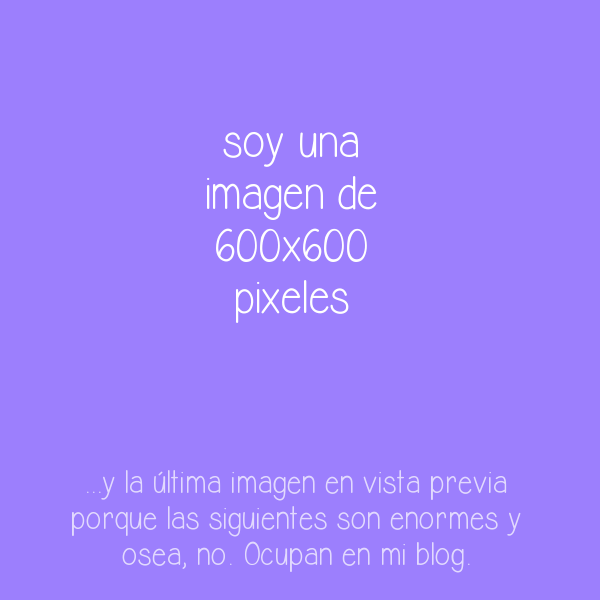 soy una
imagen de
600x600
pixeles
...y la última imagen en vista previa
porque las siguientes son enormes y
osea, no. Ocupan en mi blog.